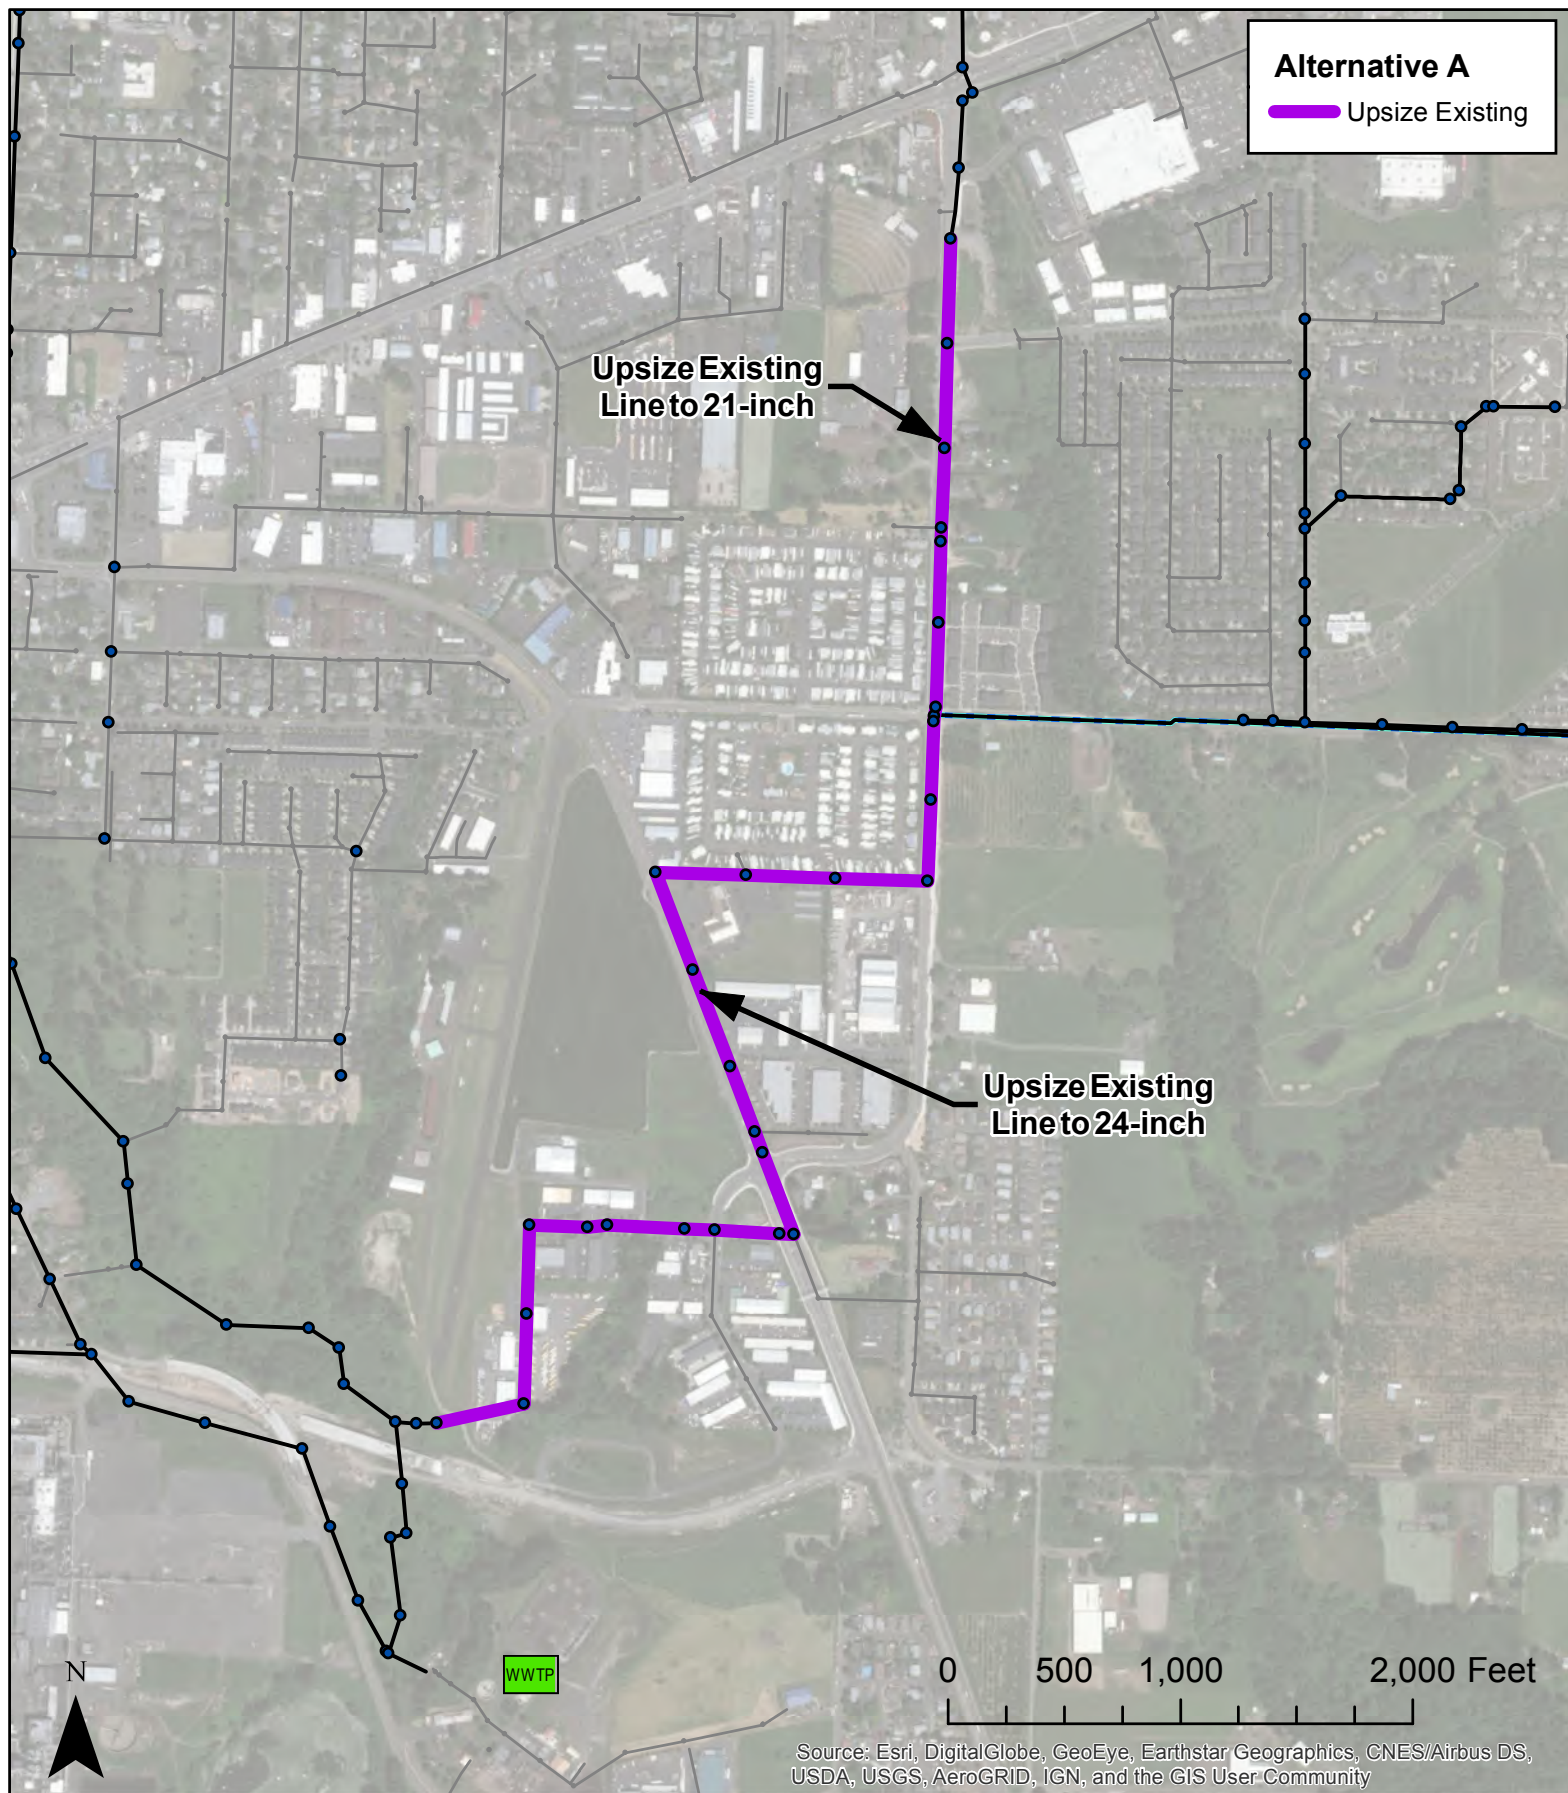 Alternative A
Upsize Existing
Upsize Existing
Line to 21-inch
Upsize Existing
Line to 24-inch
N
WWTP
0 500 1,000 2,000 Feet
Source: Esri, DigitalGlobe, GeoEye, Earthstar Geographics, CNES/Airbus DS,
USDA, USGS, AeroGRID, IGN, and the GIS User Community